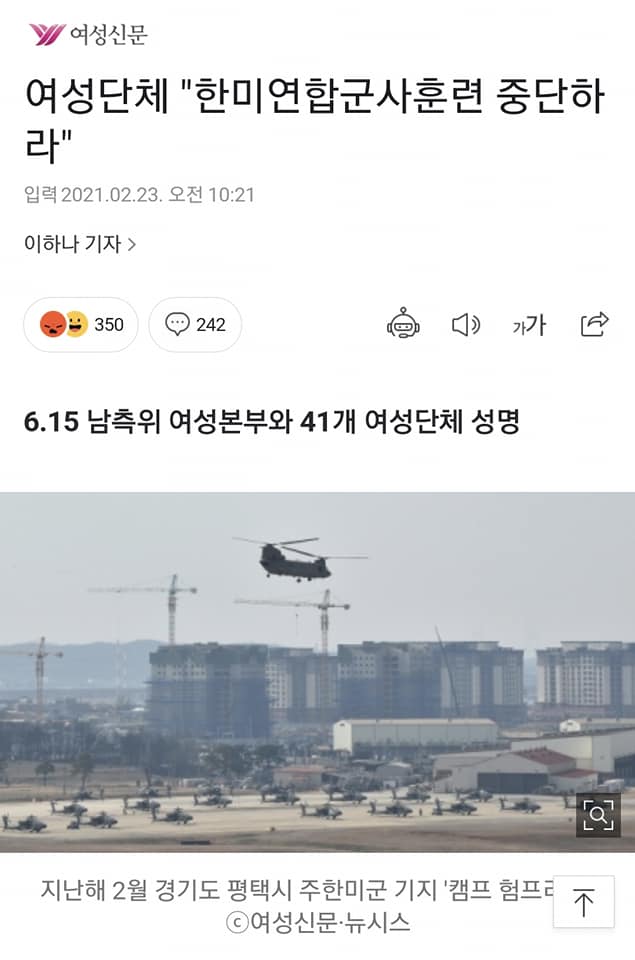 여성신문
여성단체 "한미연합군사훈련 중단하
라"
입력 2021.02.23. 오전 10:21
이하나 기자
350
242
가가
6.15 남측위 여성본부와 41개 여성단체 성명
지난해 2월 경기도 평택시 주한미군 기지 '캠프
ⓒ여성신문·뉴시스